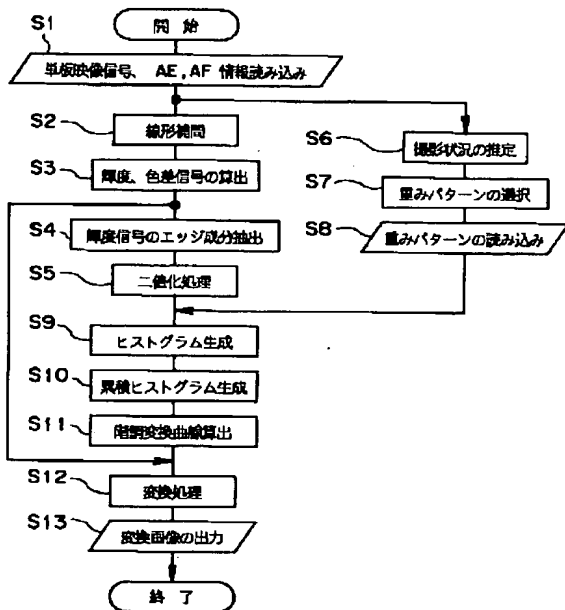 S1
開 始
単板映像信号、 AE,AF 情報読み込み
S2
線形補間
S3
輝度、色差信号の算出
S6
撮影状況の推定
S7
重みパターンの選択
S8
重みパターンの読み込み
S4
輝度信号のエッジ成分抽出
S5
二値化処理
S9
ヒストグラム生成
S10
累積ヒストグラム生成
S11
階調変換曲線算出
S12
変換処理
S13
変換画像の出力
終 了